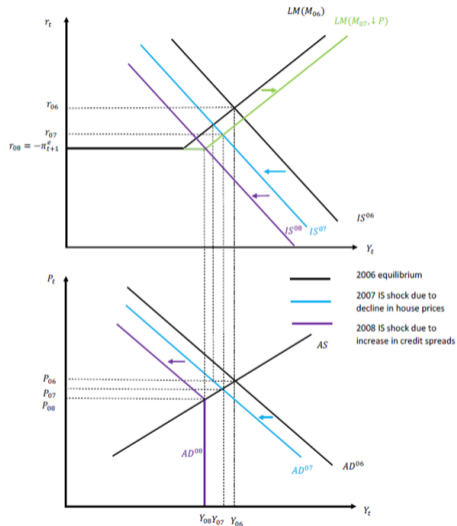 r_t
LM(M_06)
LM(M_07, ↓ P)
r_06
r_07
r_08 = −π^e_{t+1}
IS^08 IS^07
IS^06
Y_t
P_t
2006 equilibrium
2007 IS shock due to
decline in house prices
2008 IS shock due to
increase in credit spreads
AS
P_06
P_07
P_08
AD^08
AD^07
AD^06
Y_08 Y_07 Y_06
Y_t